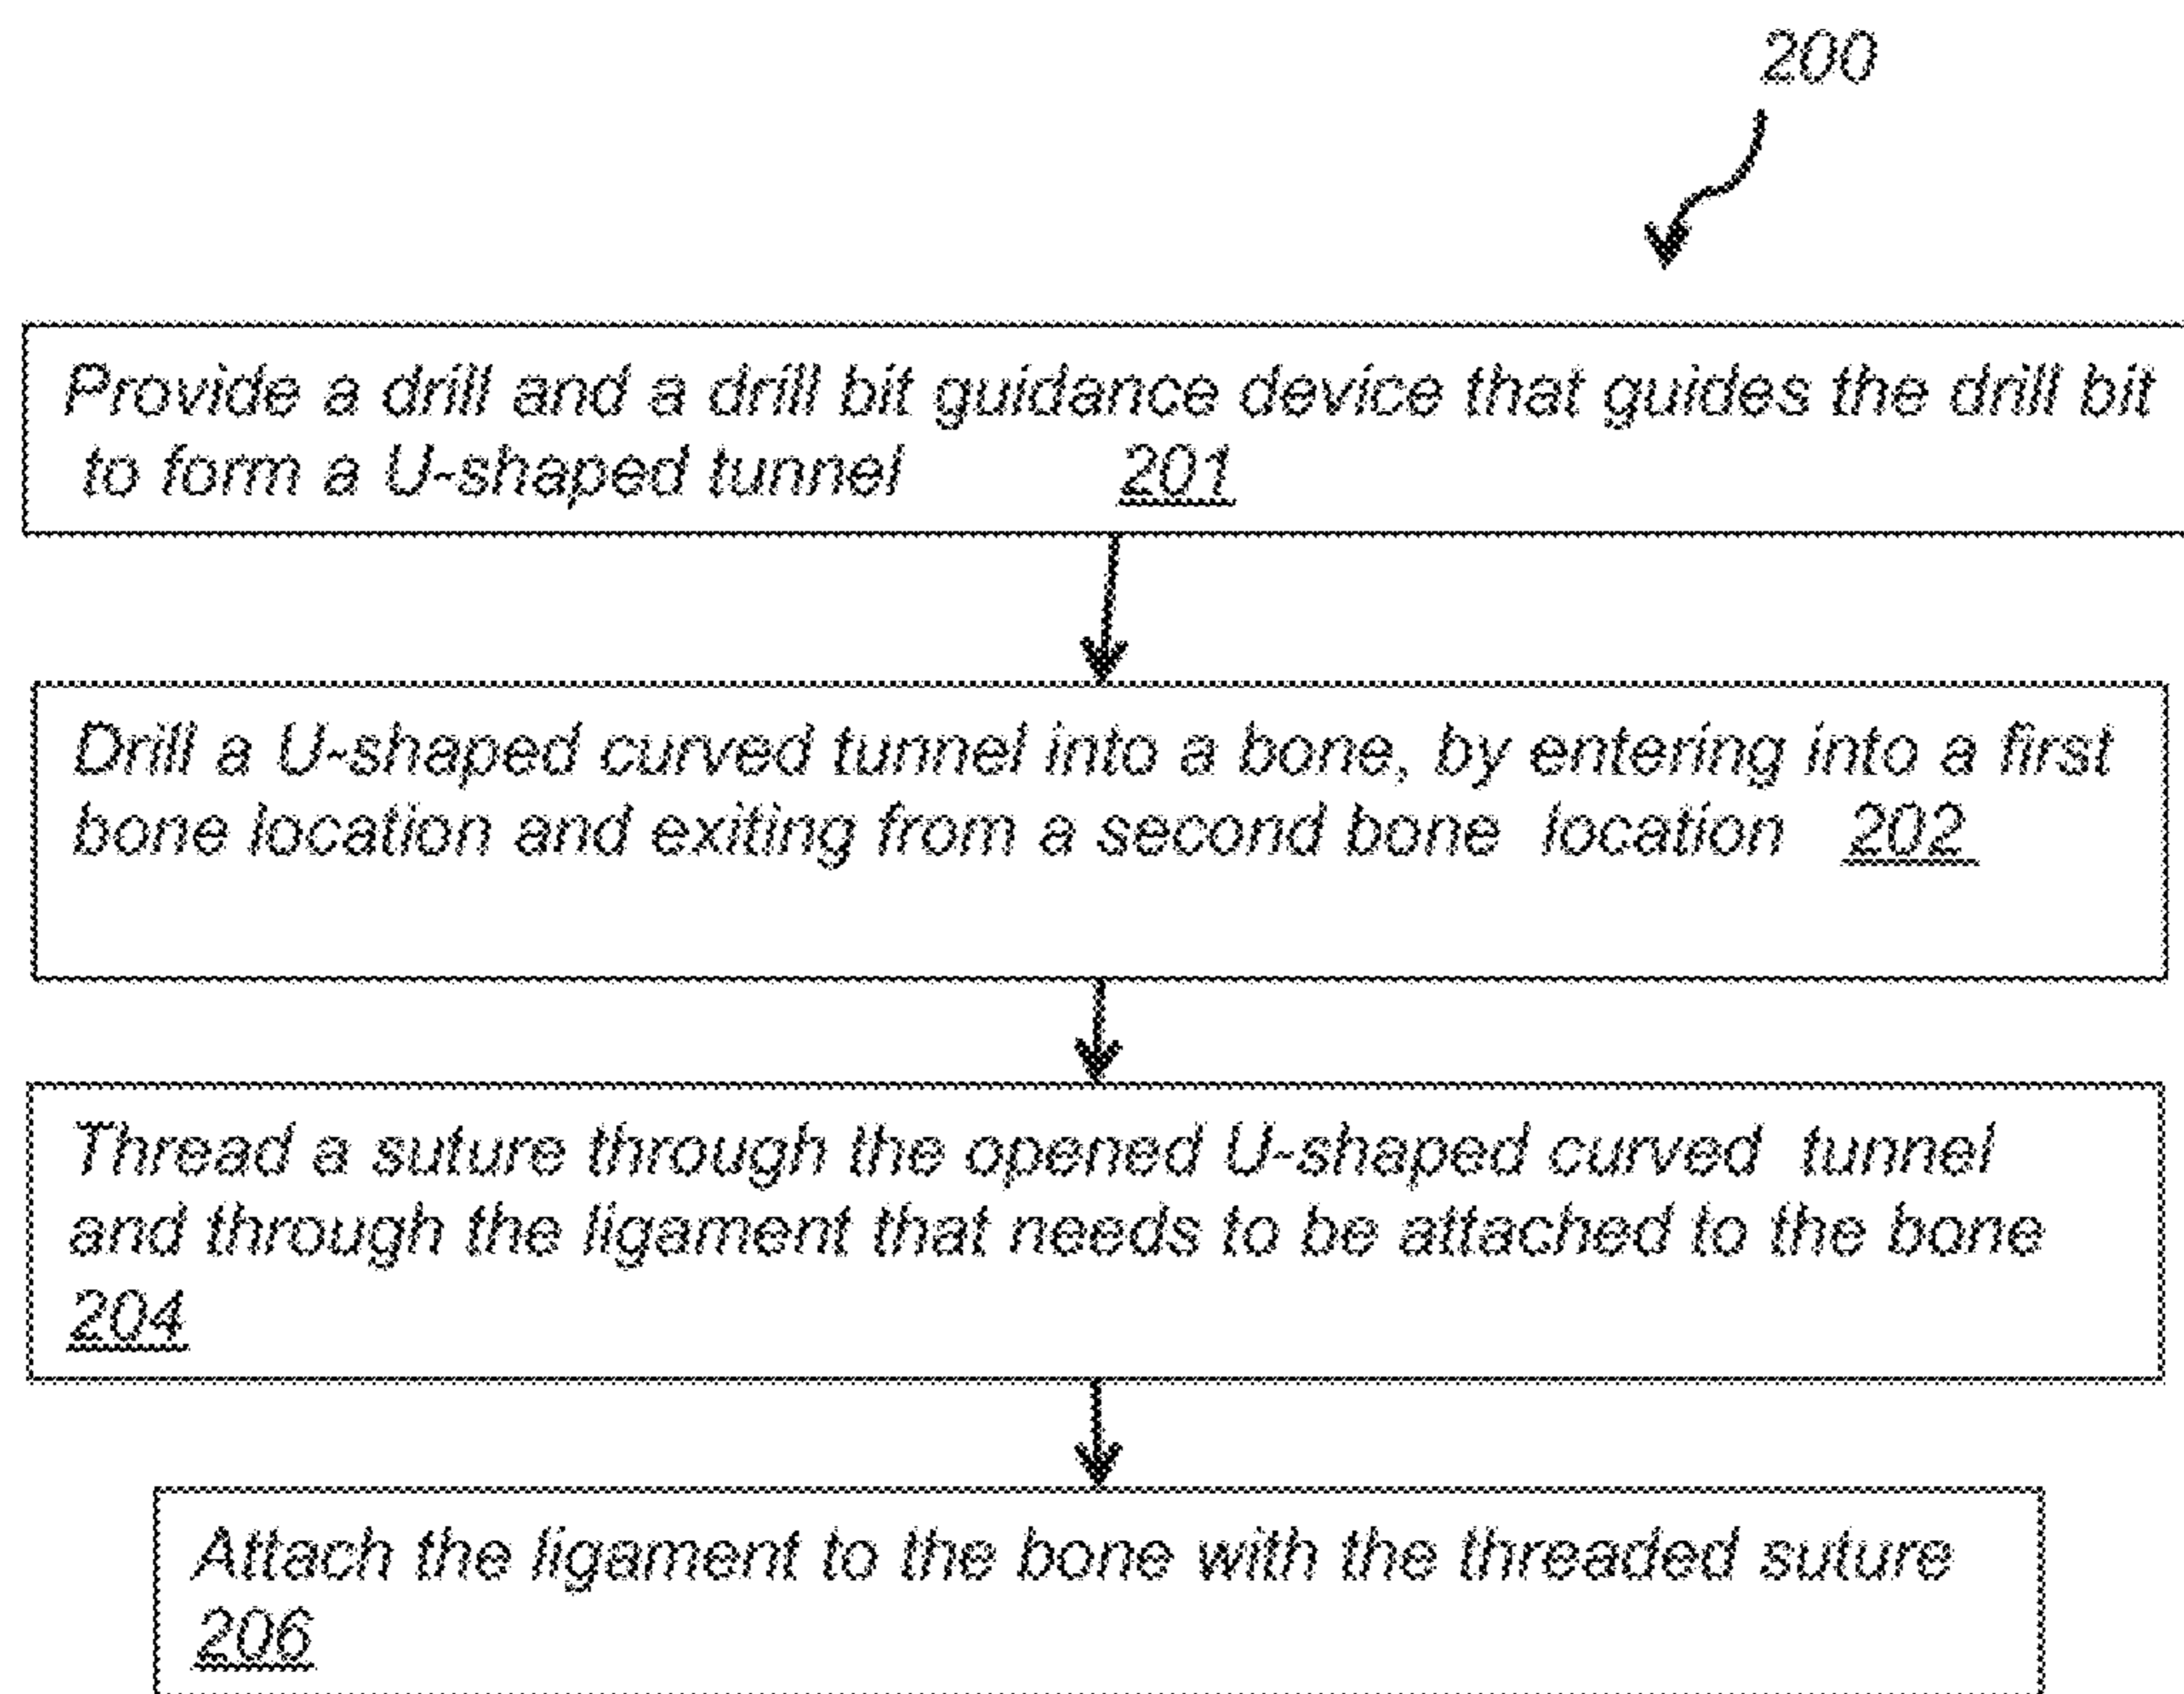 200
Provide a drill and a drill bit guidance device that guides the drill bit
to form a U-shaped tunnel 201
Drill a U-shaped curved tunnel into a bone, by entering into a first
bone location and exiting from a second bone location 202
Thread a suture through the opened U-shaped curved tunnel
and through the ligament that needs to be attached to the bone
204
Attach the ligament to the bone with the threaded suture
206